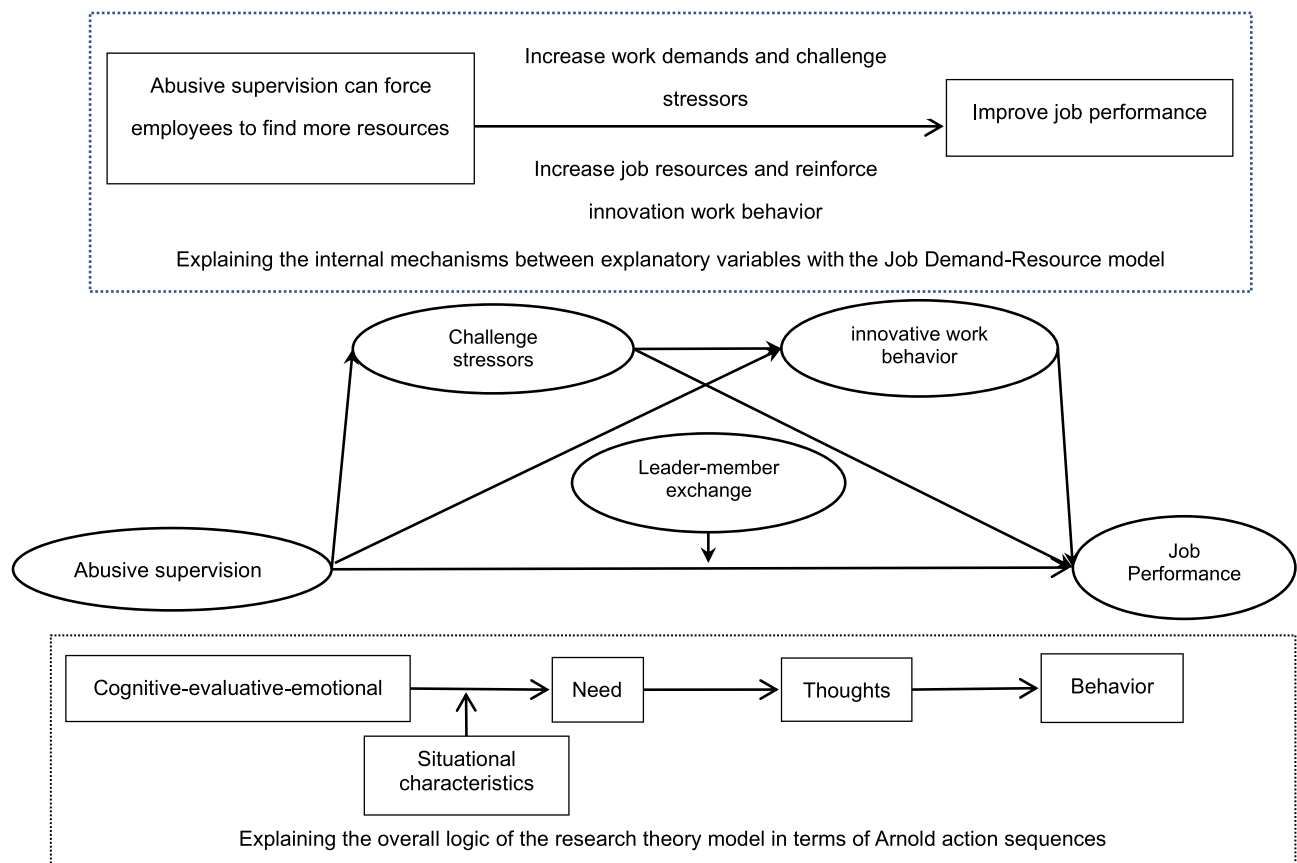 Abusive supervision can force
employees to find more resources
Increase work demands and challenge
stressors
Increase job resources and reinforce
innovation work behavior
Improve job performance
Explaining the internal mechanisms between explanatory variables with the Job Demand-Resource model
Challenge
stressors
innovative work
behavior
Leader-member
exchange
Abusive supervision
Job
Performance
Cognitive-evaluative-emotional
Need
Thoughts
Behavior
Situational
characteristics
Explaining the overall logic of the research theory model in terms of Arnold action sequences